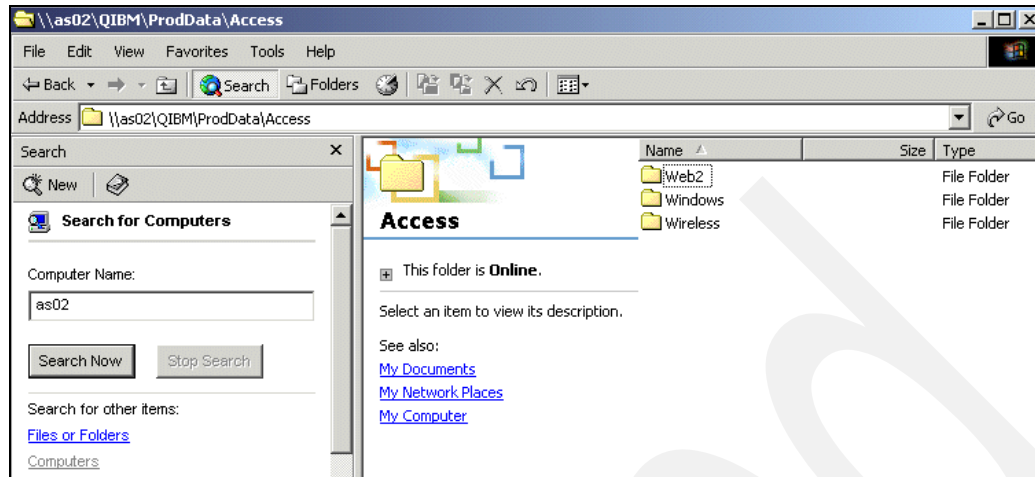 \\as02\QIBM\ProdData\Access
File Edit View Favorites Tools Help
Back Search Folders
Address \\as02\QIBM\ProdData\Access Go
Search
New
Search for Computers
Computer Name:
as02
Search Now Stop Search
Search for other items:
Files or Folders
Computers
Access
This folder is Online.
Select an item to view its description.
See also:
My Documents
My Network Places
My Computer
Name Size Type
Web2 File Folder
Windows File Folder
Wireless File Folder